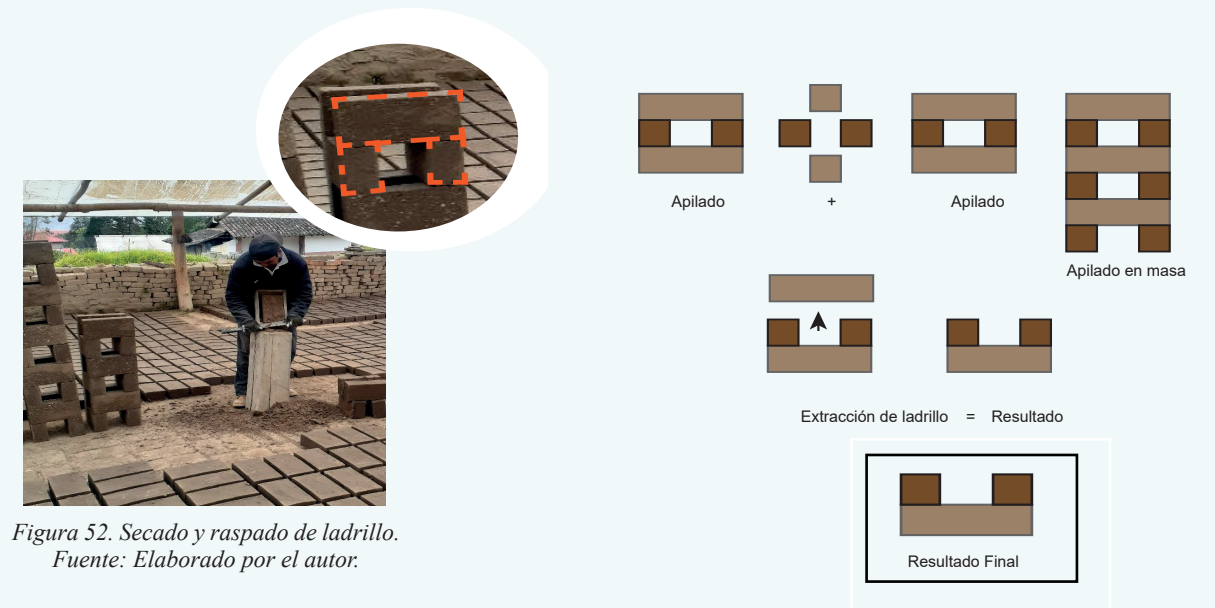 Apilado
+
Apilado
Apilado en masa
Extracción de ladrillo = Resultado
Resultado Final
Figura 52. Secado y raspado de ladrillo.
Fuente: Elaborado por el autor.